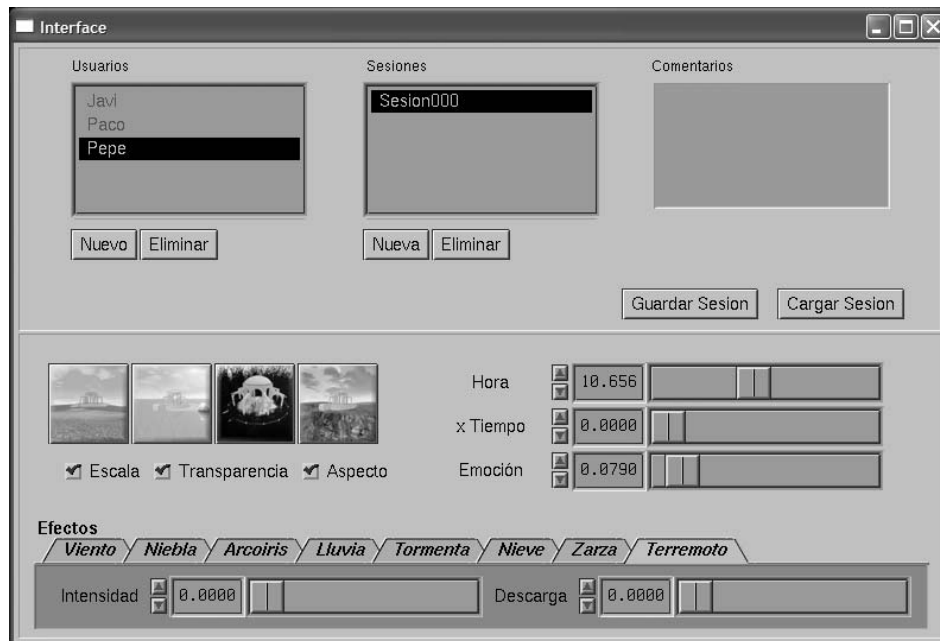 Interface
Usuarios Sesiones Comentarios
Javi
Paco
Pepe
Sesion000
Nuevo Eliminar Nueva Eliminar
Guardar Sesion Cargar Sesion
Hora 10.656
x Tiempo 0.0000
Emoción 0.0790
Escala Transparencia Aspecto
Efectos
Viento Niebla Arcoiris Lluvia Tormenta Nieve Zarza Terremoto
Intensidad 0.0000 Descarga 0.0000